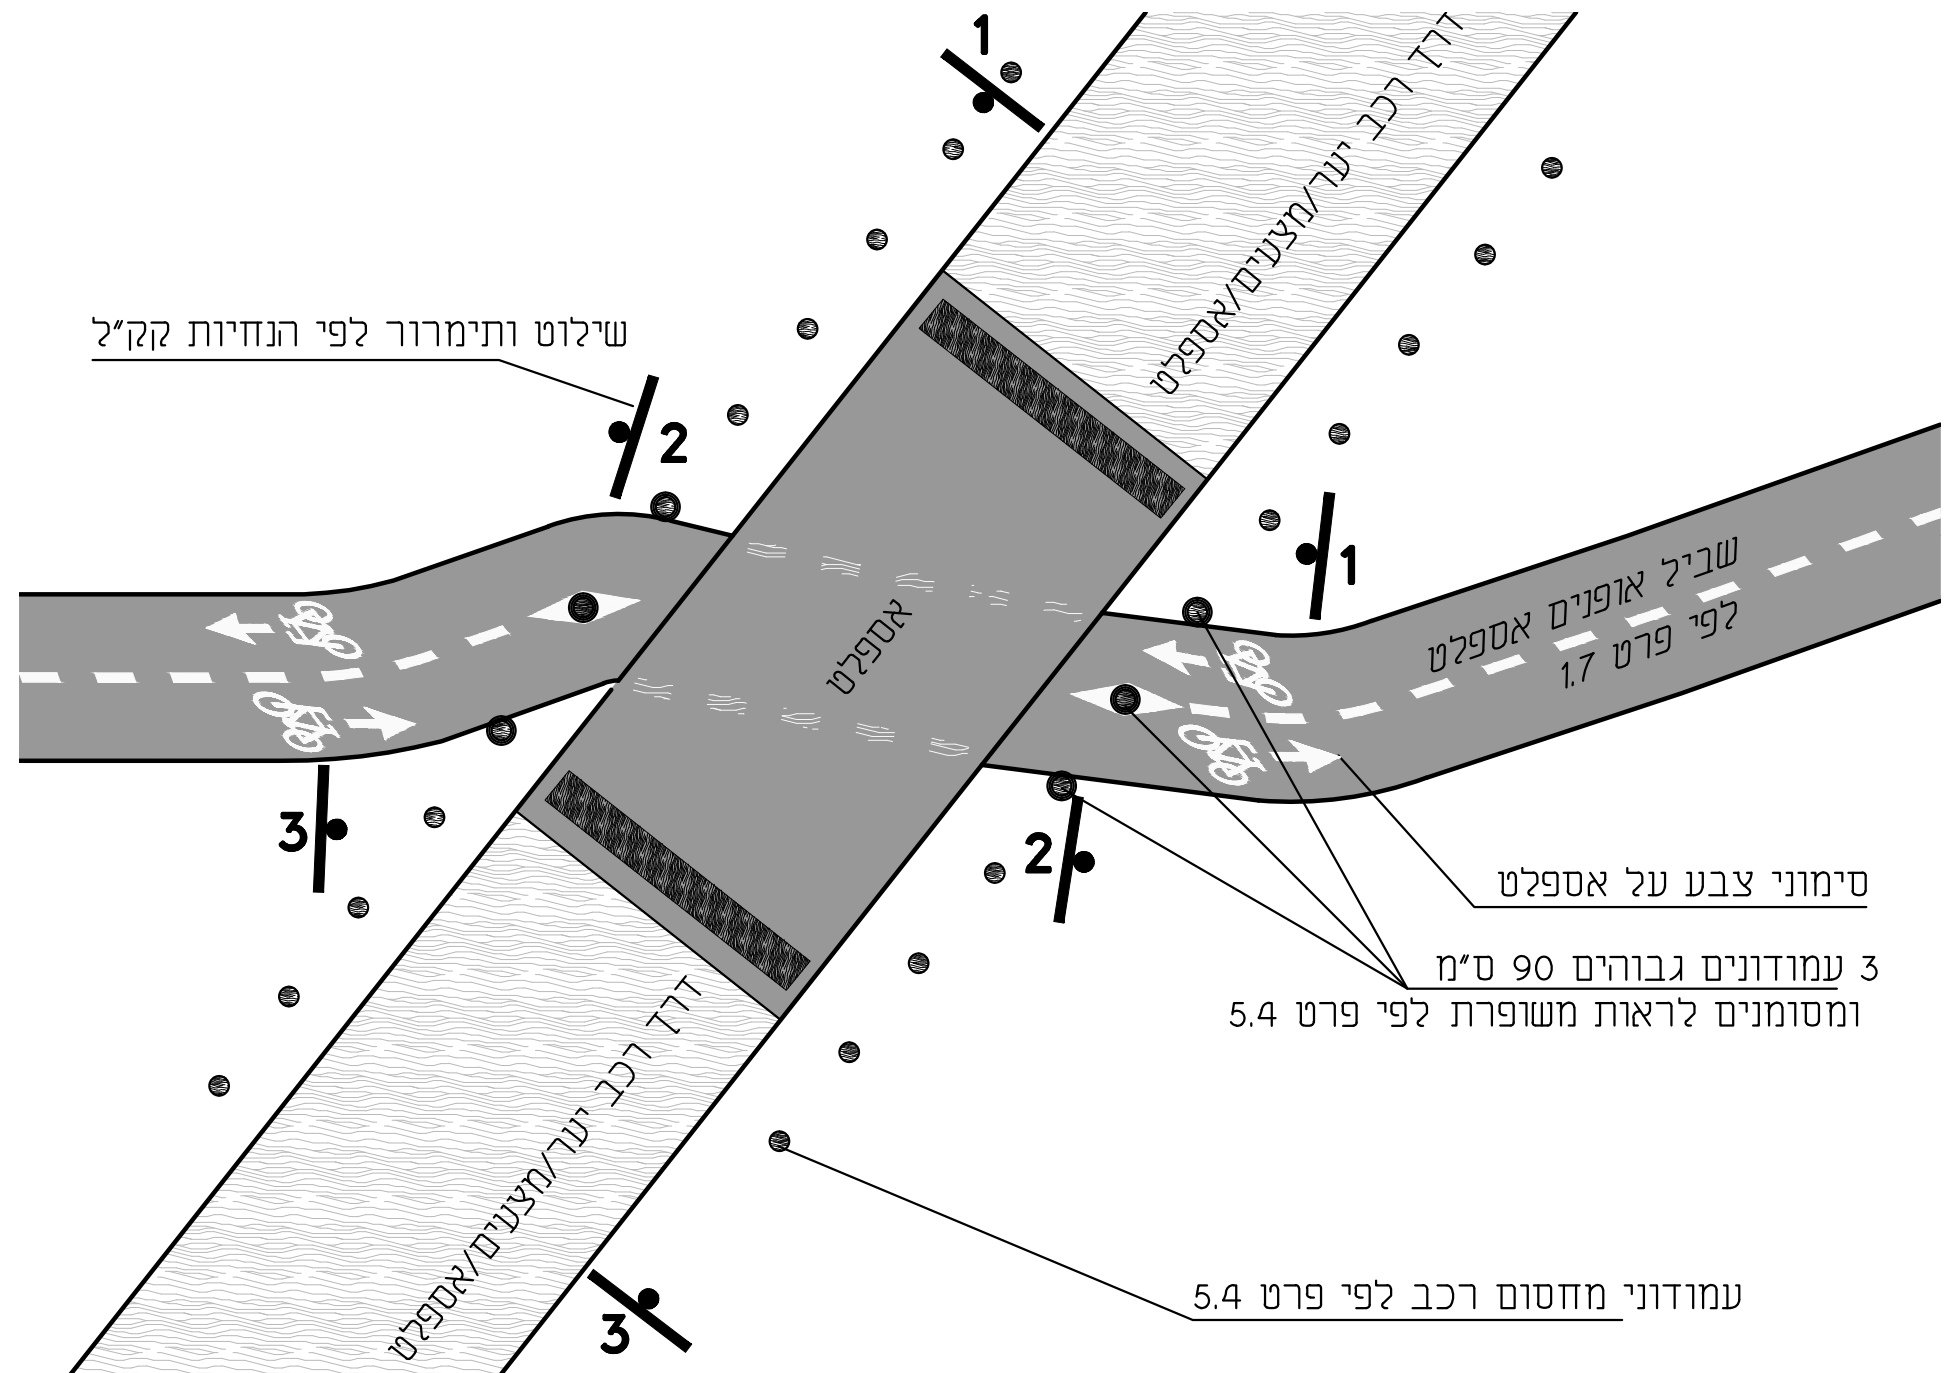 1
דרך רכב יער/מצעים/אספלט
שילוט ותימרור לפי הנחיות קק״ל
2
1
שביל אופנים אספלט
לפי פרט 1.7
אספלט
3
2
סימוני צבע על אספלט
3 עמודונים גבוהים 90 ס״מ
ומסומנים לראות משופרת לפי פרט 5.4
דרך רכב יער/מצעים/אספלט
עמודוני מחסום רכב לפי פרט 5.4
3